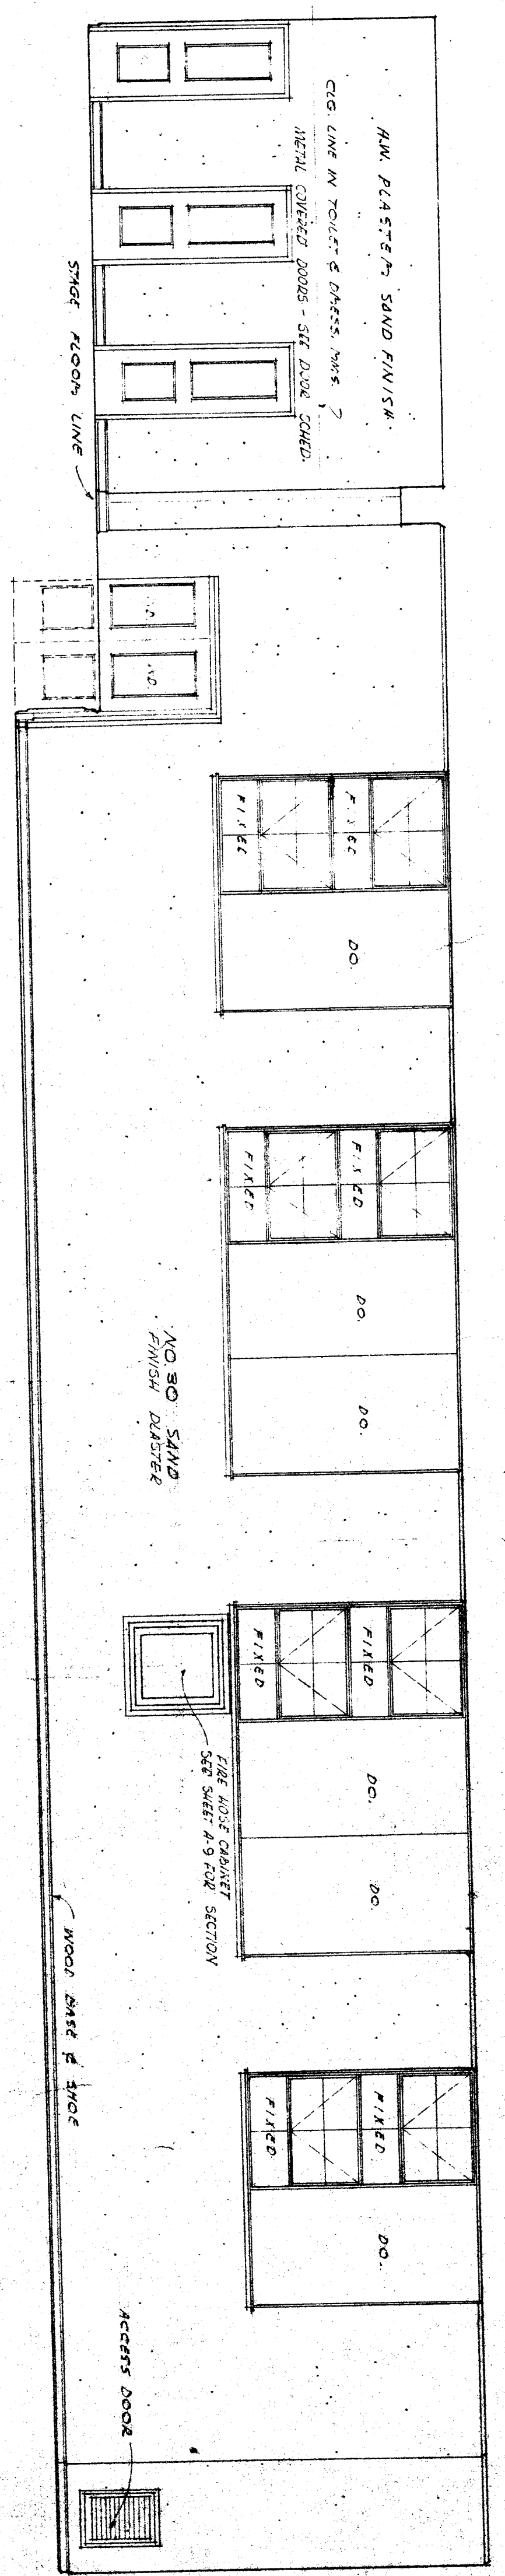 H.W. PLASTER, SAND FINISH.
CLG. LINE IN TOILET & DRESS. RMS. ?
METAL COVERED DOORS - SEE DOOR SCHED.
STAGE FLOOR LINE
ND.
ND.
FIXED
FIXED
DO.
FIXED
FIXED
DO.
DO.
NO 30 SAND
FINISH PLASTER
FIXED
FIXED
DO.
DO.
FIRE HOSE CABINET
SEE SHEET A-9 FOR SECTION
WOOD BASE & SHOE
FIXED
FIXED
DO.
ACCESS DOOR